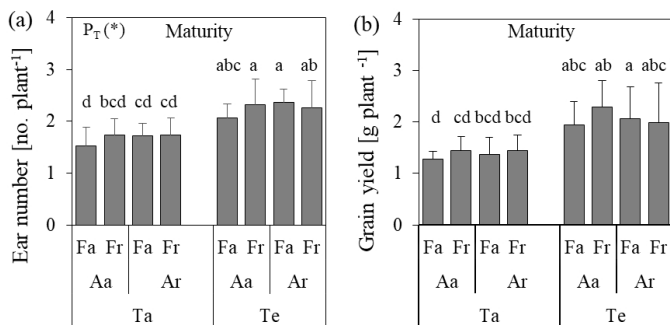 (a)
Ear number [no. plant-1]
4
3
2
1
0
PT (*) Maturity
d bcd cd cd abc a a ab
Fa Fr Fa Fr Fa Fr Fa Fr
Aa Ar Aa Ar
Ta Te
(b)
Grain yield [g plant -1]
4
3
2
1
0
Maturity
d cd bcd bcd abc ab a abc
Fa Fr Fa Fr Fa Fr Fa Fr
Aa Ar Aa Ar
Ta Te